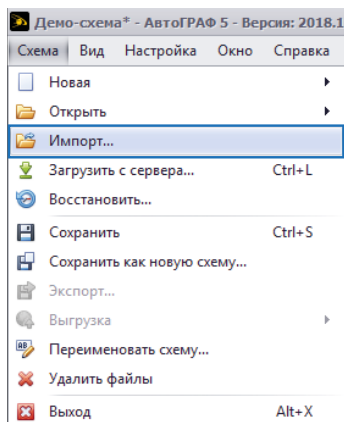 Демо-схема* - АвтоГРАФ 5 - Версия: 2018.1
Схема Вид Настройка Окно Справка
Новая
Открыть
Импорт...
Загрузить с сервера... Ctrl+L
Восстановить...
Сохранить Ctrl+S
Сохранить как новую схему...
Экспорт...
Выгрузка
Переименовать схему...
Удалить файлы
Выход Alt+X